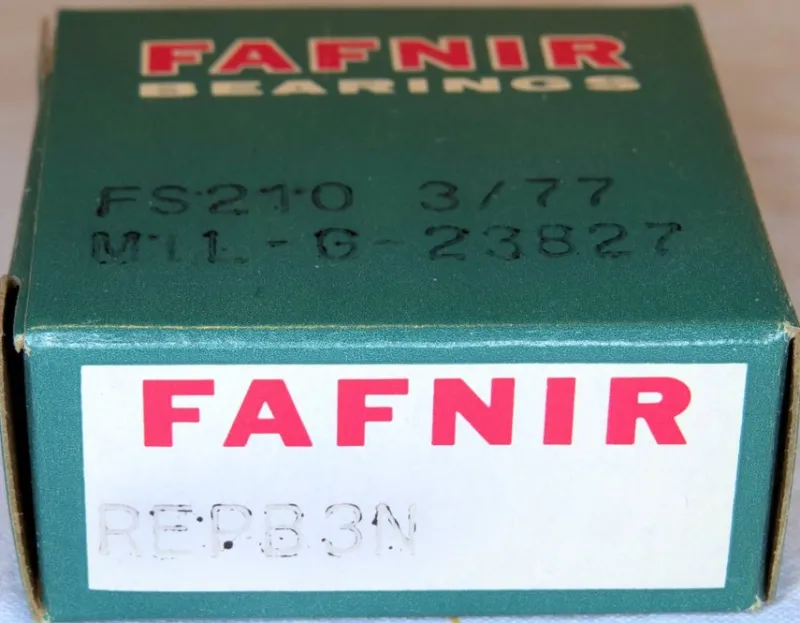 FAFNIR
BEARINGS
FS210 3/77
MIL-G-23827
FAFNIR
REPB3N